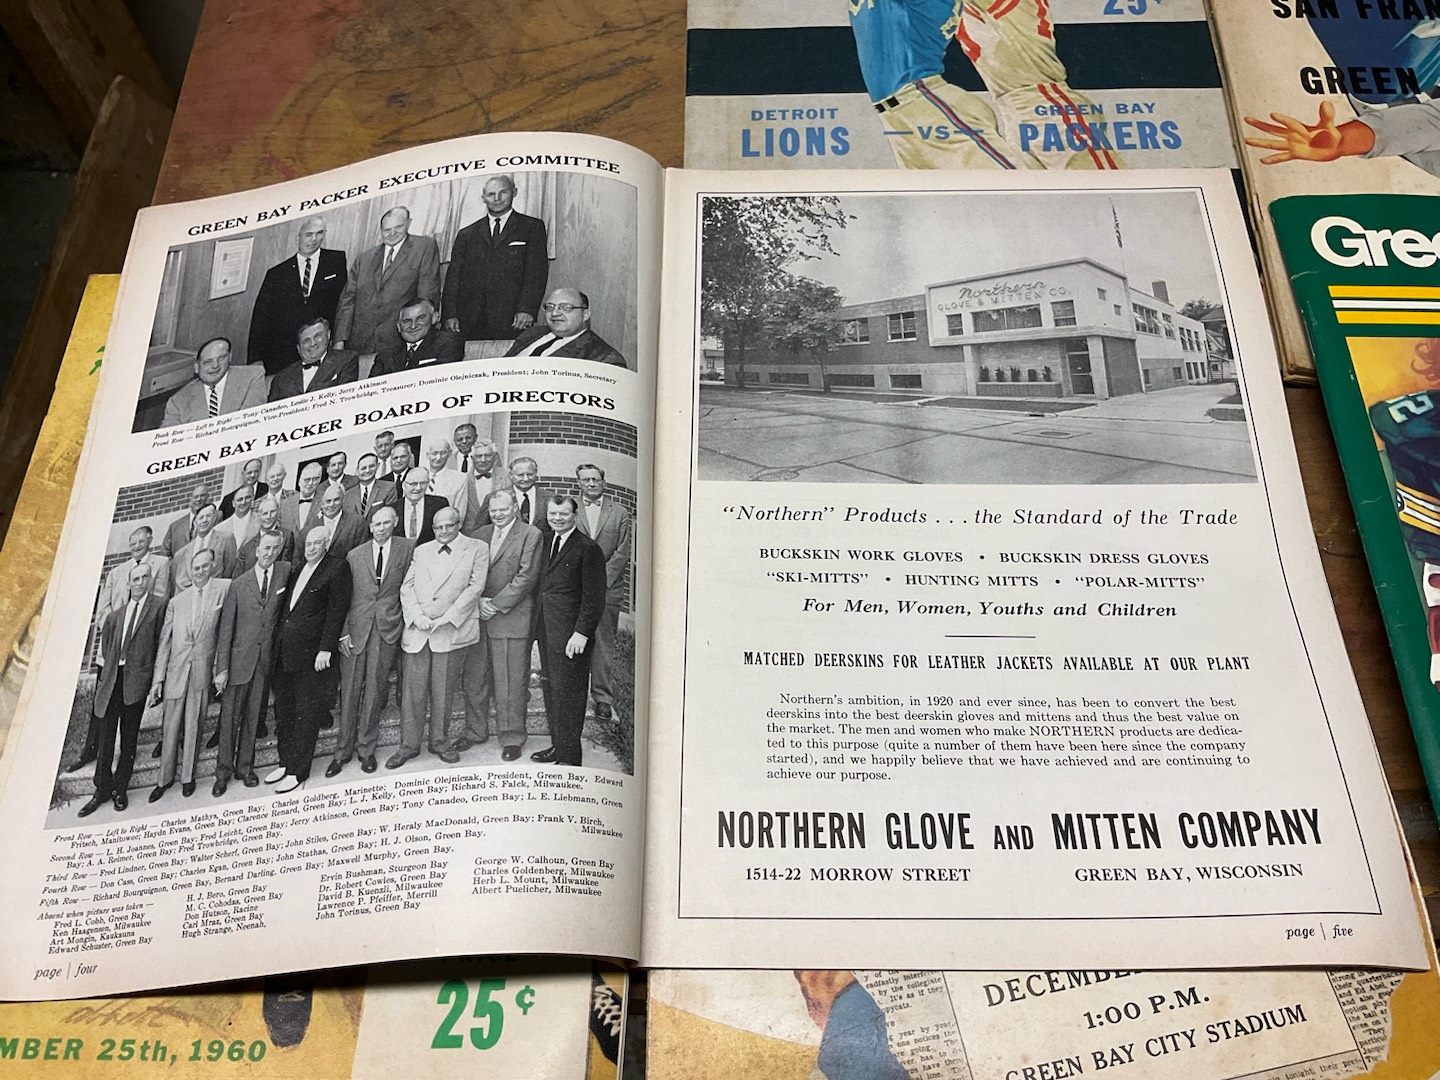 25¢
DETROIT
LIONS
—VS—
GREEN BAY
PACKERS
SAN FRAN
GREEN
Gree
2
GREEN BAY PACKER EXECUTIVE COMMITTEE
Back Row — Left to Right — Tony Canadeo, Leslie J. Kelly, Jerry Atkinson
Front Row — Richard Bourguignon, Vice-President; Fred N. Trowbridge, Treasurer; Dominic Olejniczak, President; John Torinus, Secretary
GREEN BAY PACKER BOARD OF DIRECTORS
Front Row — Left to Right — Charles Mathys, Green Bay; Charles Goldberg, Marinette; Dominic Olejniczak, President, Green Bay, Edward
Fritsch, Manitowoc; Haydn Evans, Green Bay; Clarence Renard, Green Bay; L. J. Kelly, Green Bay; Richard S. Falck, Milwaukee.
Second Row — L. H. Joannes, Green Bay; Fred Leicht, Green Bay; Jerry Atkinson, Green Bay; Tony Canadeo, Green Bay; L. E. Liebmann, Green
Bay; A. A. Reimer, Green Bay; Fred Trowbridge, Green Bay.
Third Row — Fred Lindner, Green Bay; Walter Scherf, Green Bay; John Stiles, Green Bay; W. Heraly MacDonald, Green Bay; Frank V. Birch,
Milwaukee
Fourth Row — Don Cass, Green Bay; Charles Egan, Green Bay; John Stathas, Green Bay; H. J. Olson, Green Bay.
Fifth Row — Richard Bourguignon, Green Bay, Bernard Darling, Green Bay; Maxwell Murphy, Green Bay.
Absent when picture was taken —
Fred L. Cobb, Green Bay
Ken Haagensen, Milwaukee
Art Mongin, Kaukauna
Edward Schuster, Green Bay
H. J. Bero, Green Bay
M. C. Cohodas, Green Bay
Don Hutson, Racine
Carl Mraz, Green Bay
Hugh Strange, Neenah,
Ervin Bushman, Sturgeon Bay
Dr. Robert Cowles, Green Bay
David B. Kuenzli, Milwaukee
Lawrence P. Pfeiffer, Merrill
John Torinus, Green Bay
George W. Calhoun, Green Bay
Charles Goldenberg, Milwaukee
Herb L. Mount, Milwaukee
Albert Puelicher, Milwaukee
page | four
Northern
GLOVE & MITTEN CO.
"Northern" Products . . . the Standard of the Trade
BUCKSKIN WORK GLOVES • BUCKSKIN DRESS GLOVES
"SKI-MITTS" • HUNTING MITTS • "POLAR-MITTS"
For Men, Women, Youths and Children
MATCHED DEERSKINS FOR LEATHER JACKETS AVAILABLE AT OUR PLANT
Northern's ambition, in 1920 and ever since, has been to convert the best
deerskins into the best deerskin gloves and mittens and thus the best value on
the market. The men and women who make NORTHERN products are dedica-
ted to this purpose (quite a number of them have been here since the company
started), and we happily believe that we have achieved and are continuing to
achieve our purpose.
NORTHERN GLOVE AND MITTEN COMPANY
1514-22 MORROW STREET
GREEN BAY, WISCONSIN
page | five
MBER 25th, 1960
25¢
DECEMBE
1:00 P.M.
GREEN BAY CITY STADIUM